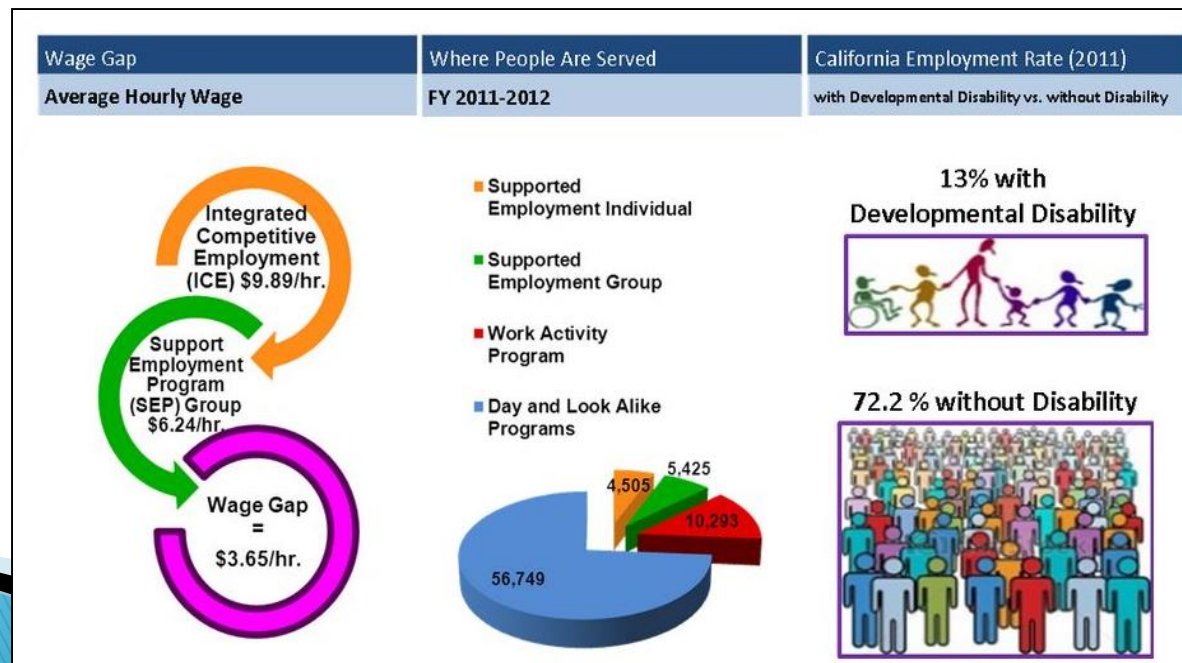 Wage Gap
Average Hourly Wage
Integrated
Competitive
Employment
(ICE) $9.89/hr.
Support
Employment
Program
(SEP) Group
$6.24/hr.
Wage Gap
=
$3.65/hr.
Where People Are Served
FY 2011-2012
Supported
Employment Individual
Supported
Employment Group
Work Activity
Program
Day and Look Alike
Programs
4,505
5,425
10,293
56,749
California Employment Rate (2011)
with Developmental Disability vs. without Disability
13% with
Developmental Disability
72.2 % without Disability